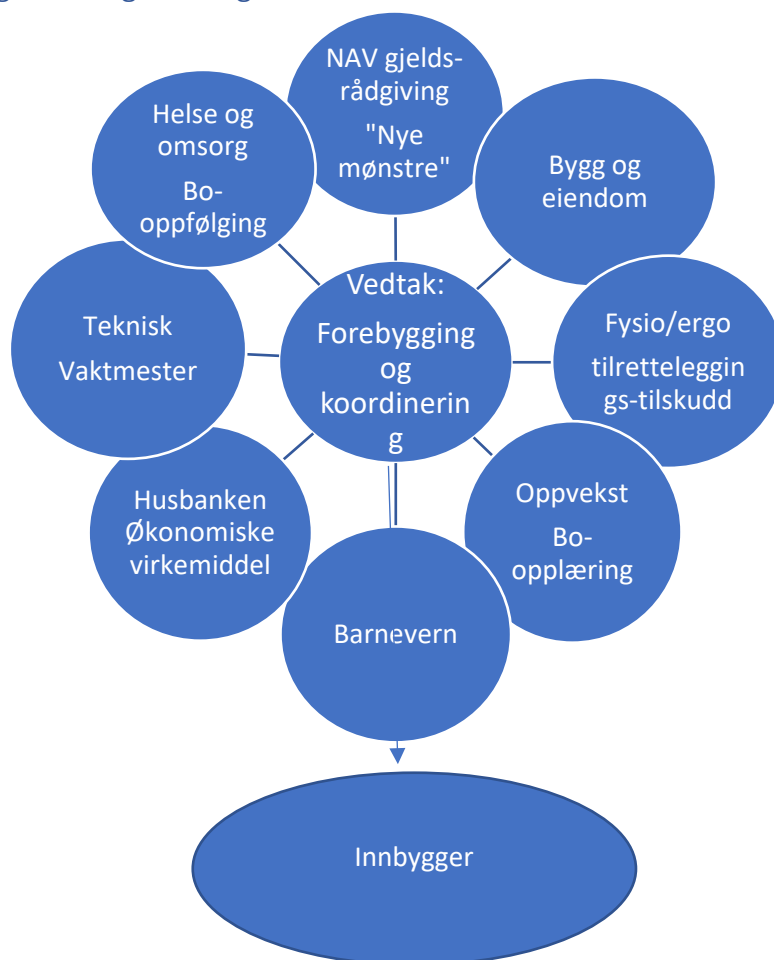 NAV gjelds-
rådgiving
"Nye
mønstre"
Helse og
omsorg
Bo-
oppfølging
Bygg og
eiendom
Vedtak:
Forebygging
og
koordinerin
g
Teknisk
Vaktmester
Fysio/ergo
tilretteleggin
gs-tilskudd
Husbanken
Økonomiske
virkemiddel
Oppvekst
Bo-
opplæring
Barnevern
Innbygger